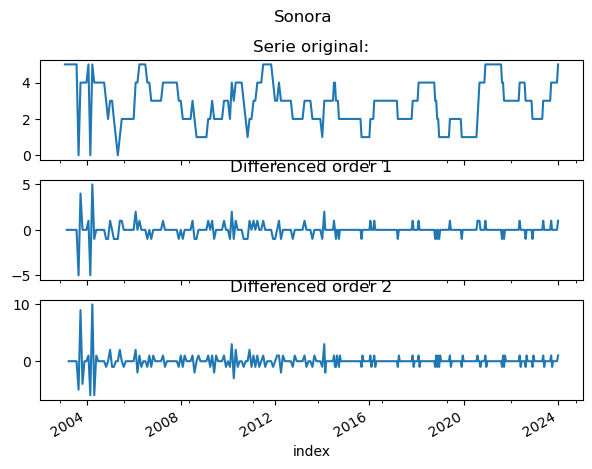 Sonora
Serie original:
4
2
0
Differenced order 1
5
0
−5
Differenced order 2
10
0
2004
2008
2012
2016
2020
2024
index